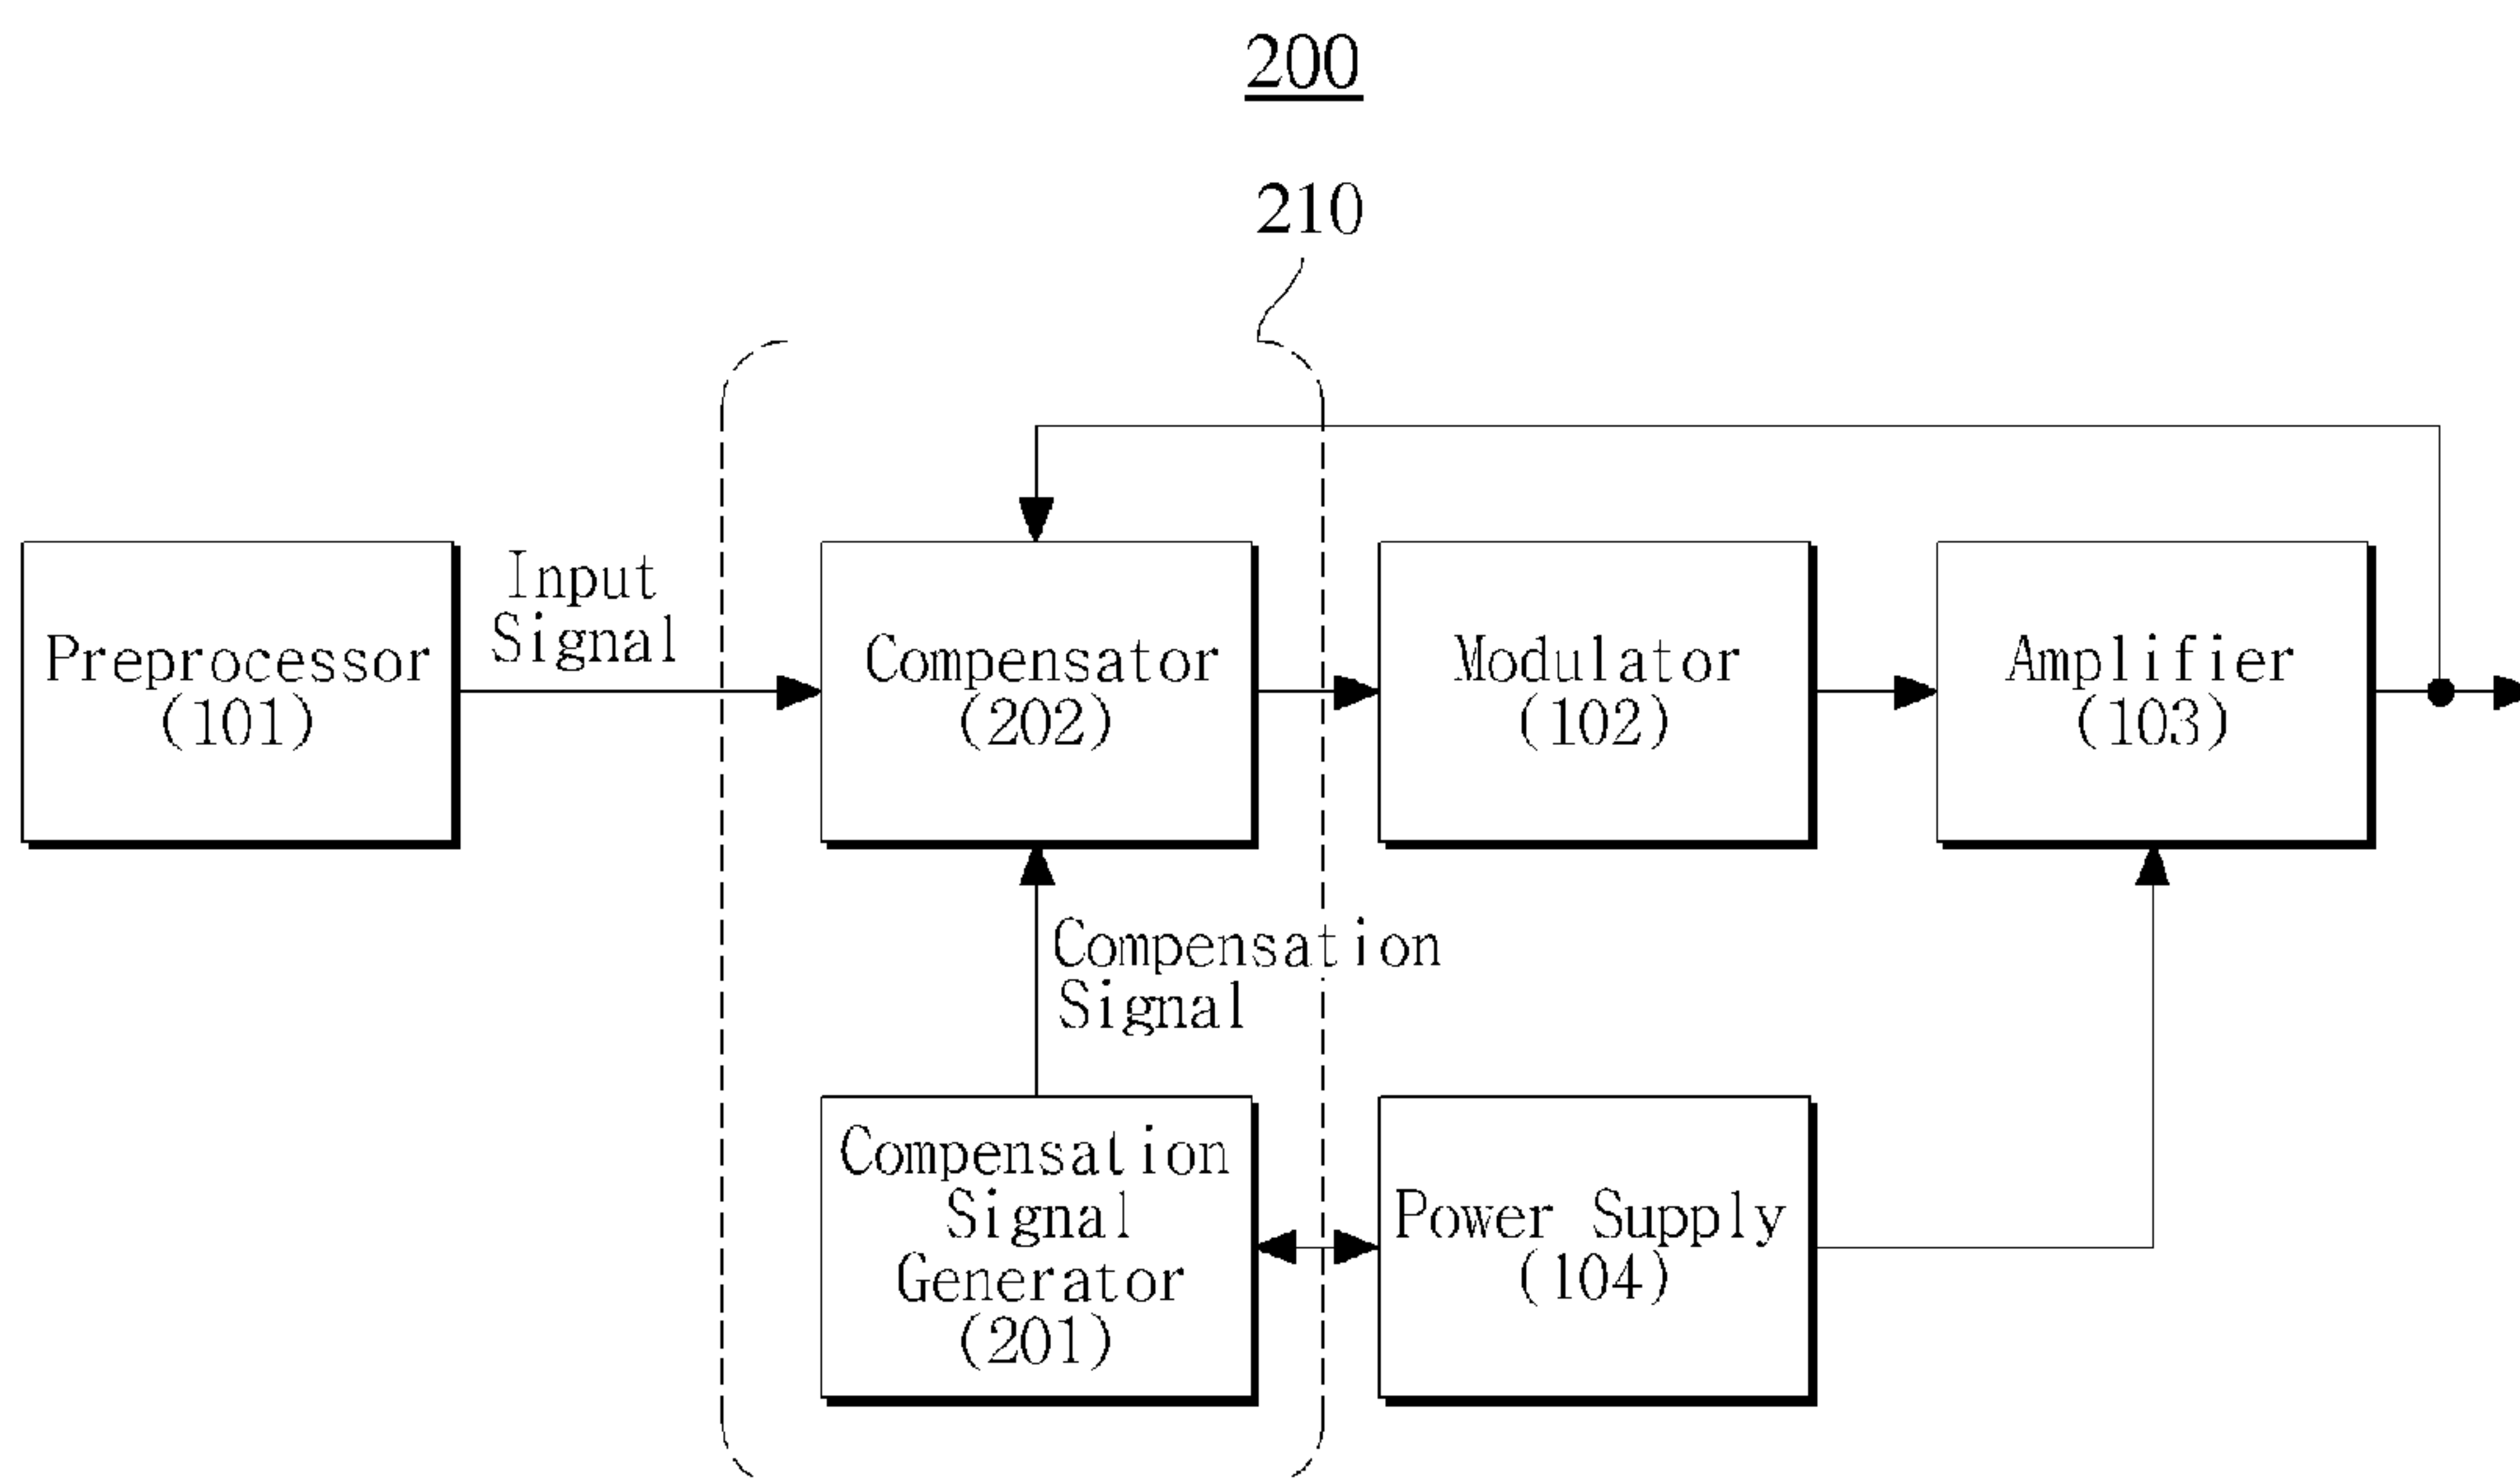 200
210
Input
Signal
Preprocessor
(101)
Compensator
(202)
Modulator
(102)
Amplifier
(103)
Compensation
Signal
Compensation
Signal
Generator
(201)
Power Supply
(104)